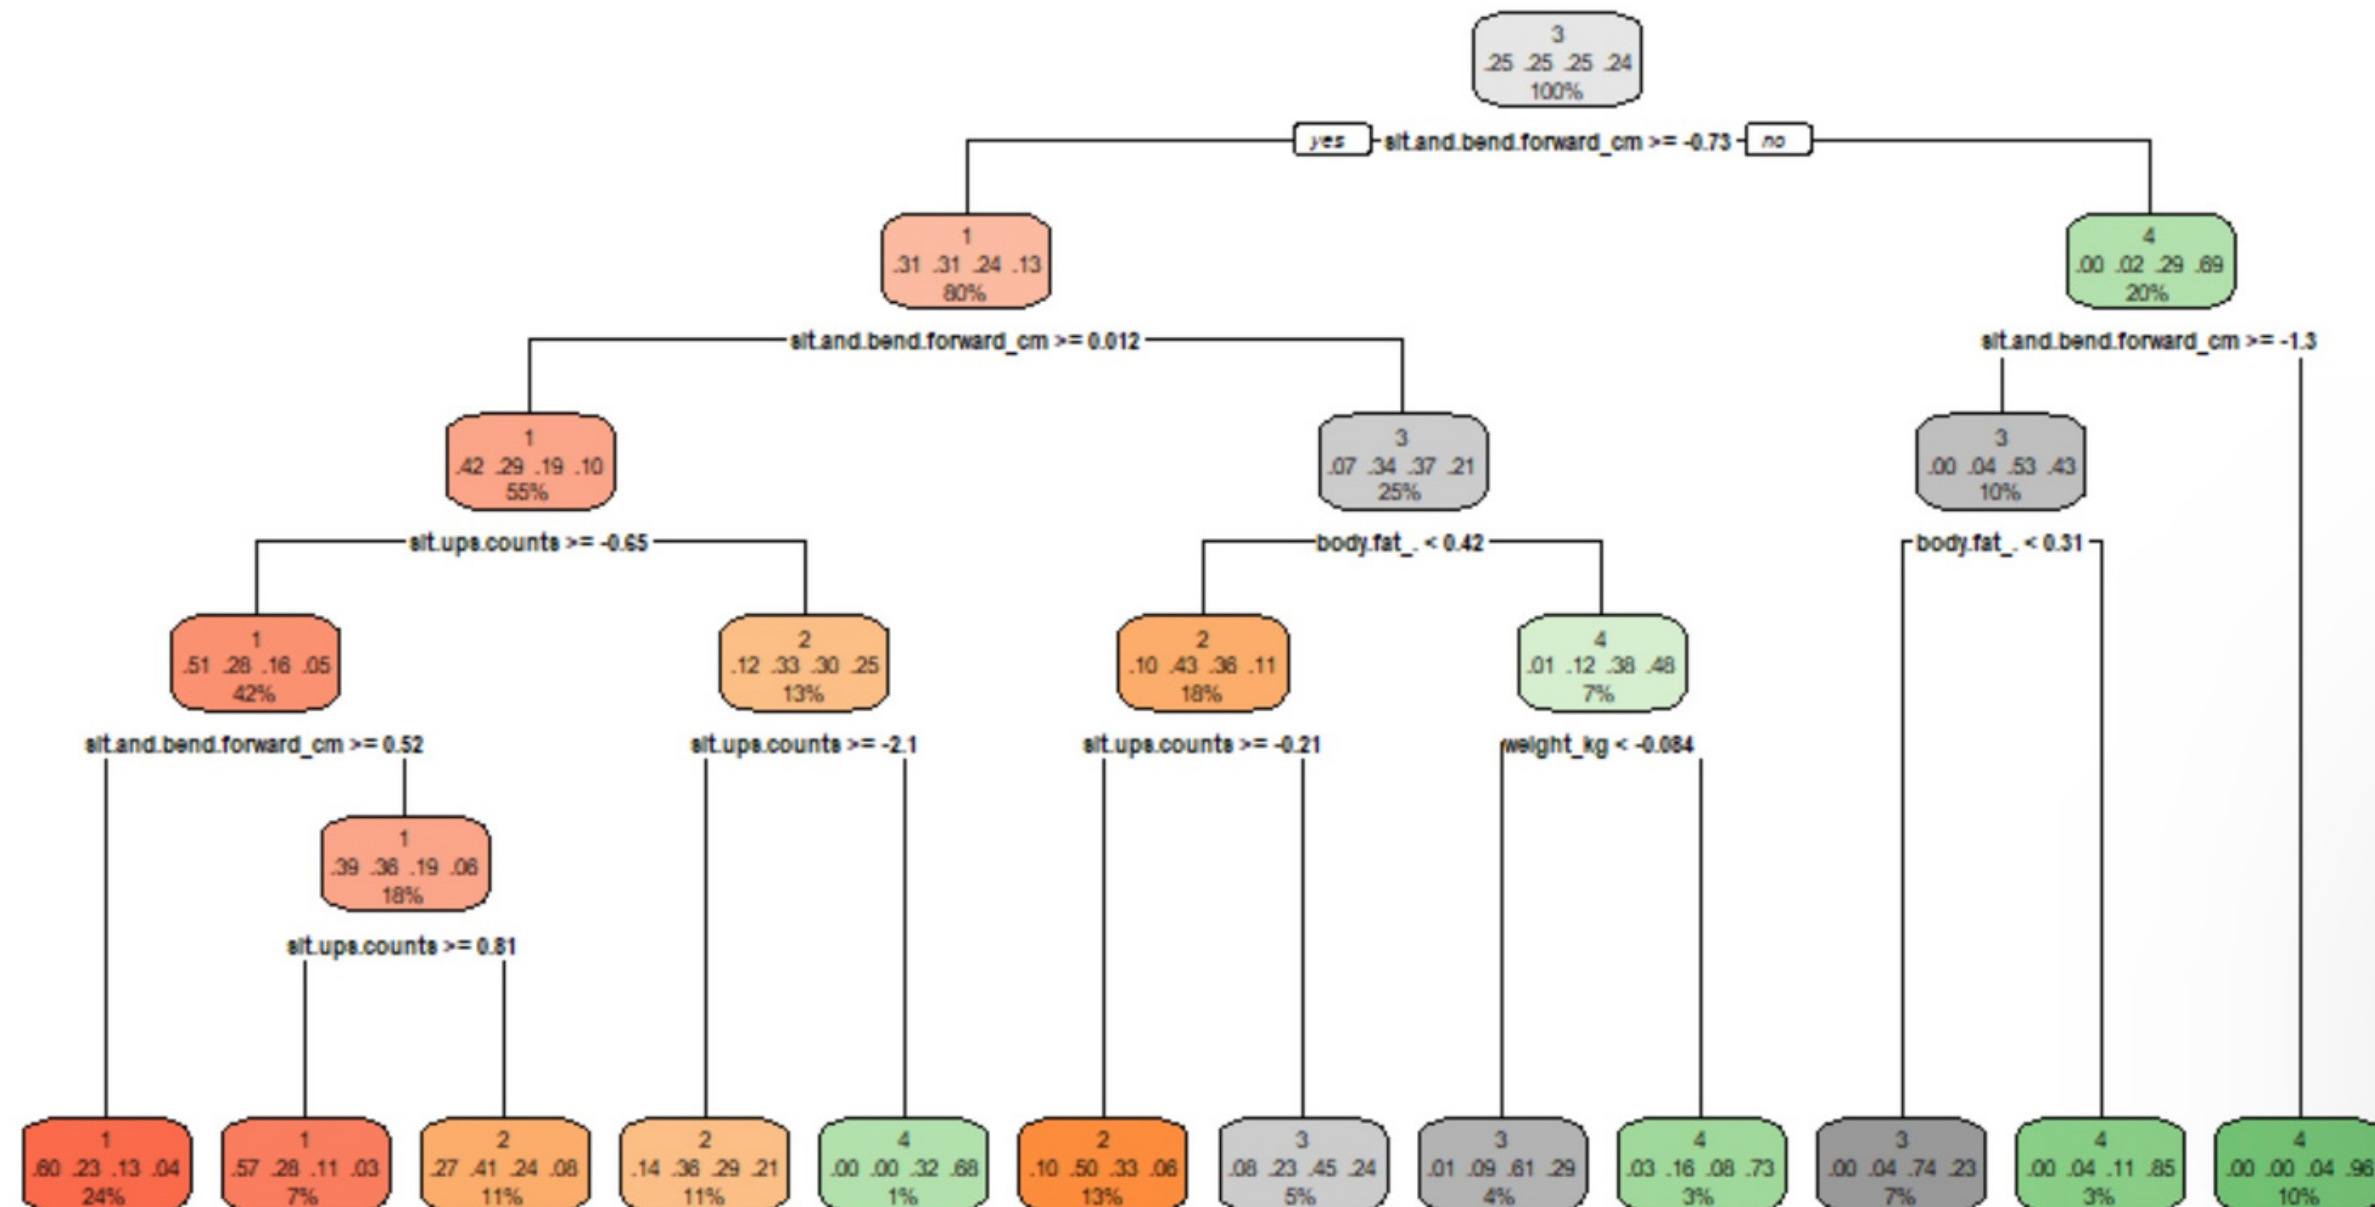 3
.25 .25 .25 .24
100%
yes sit.and.bend.forward_cm >= -0.73 no
1
.31 .31 .24 .13
80%
4
.00 .02 .29 .69
20%
sit.and.bend.forward_cm >= 0.012
sit.and.bend.forward_cm >= -1.3
1
.42 .29 .19 .10
55%
3
.07 .34 .37 .21
25%
3
.00 .04 .53 .43
10%
sit.ups.counts >= -0.65
body.fat_. < 0.42
body.fat_. < 0.31
1
.51 .28 .16 .05
42%
2
.12 .33 .30 .25
13%
2
.10 .43 .36 .11
18%
4
.01 .12 .38 .48
7%
sit.and.bend.forward_cm >= 0.52
sit.ups.counts >= -2.1
sit.ups.counts >= -0.21
weight_kg < -0.084
1
.39 .36 .19 .06
18%
sit.ups.counts >= 0.81
1
.60 .23 .13 .04
24%
1
.57 .28 .11 .03
7%
2
.27 .41 .24 .08
11%
2
.14 .36 .29 .21
11%
4
.00 .00 .32 .68
1%
2
.10 .50 .33 .06
13%
3
.08 .23 .45 .24
5%
3
.01 .09 .61 .29
4%
4
.03 .16 .08 .73
3%
3
.00 .04 .74 .23
7%
4
.00 .04 .11 .85
3%
4
.00 .00 .04 .96
10%